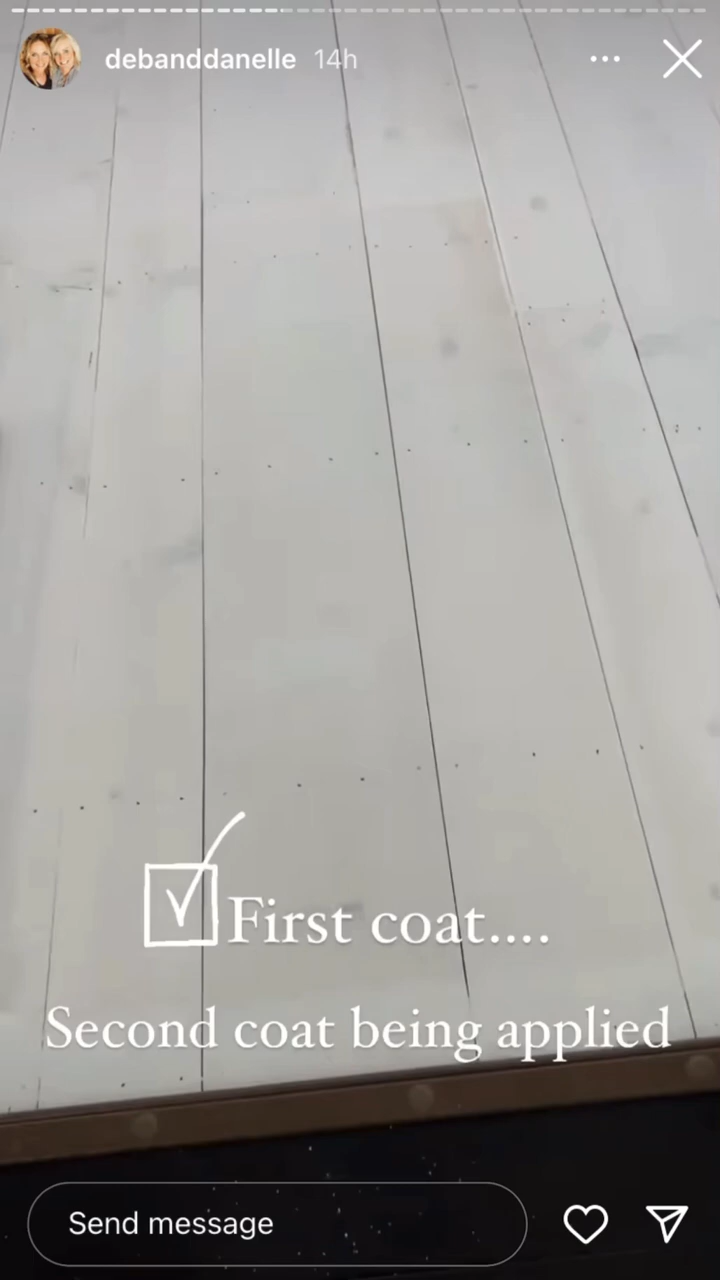 debanddanelle 14h
First coat....
Second coat being applied
Send message